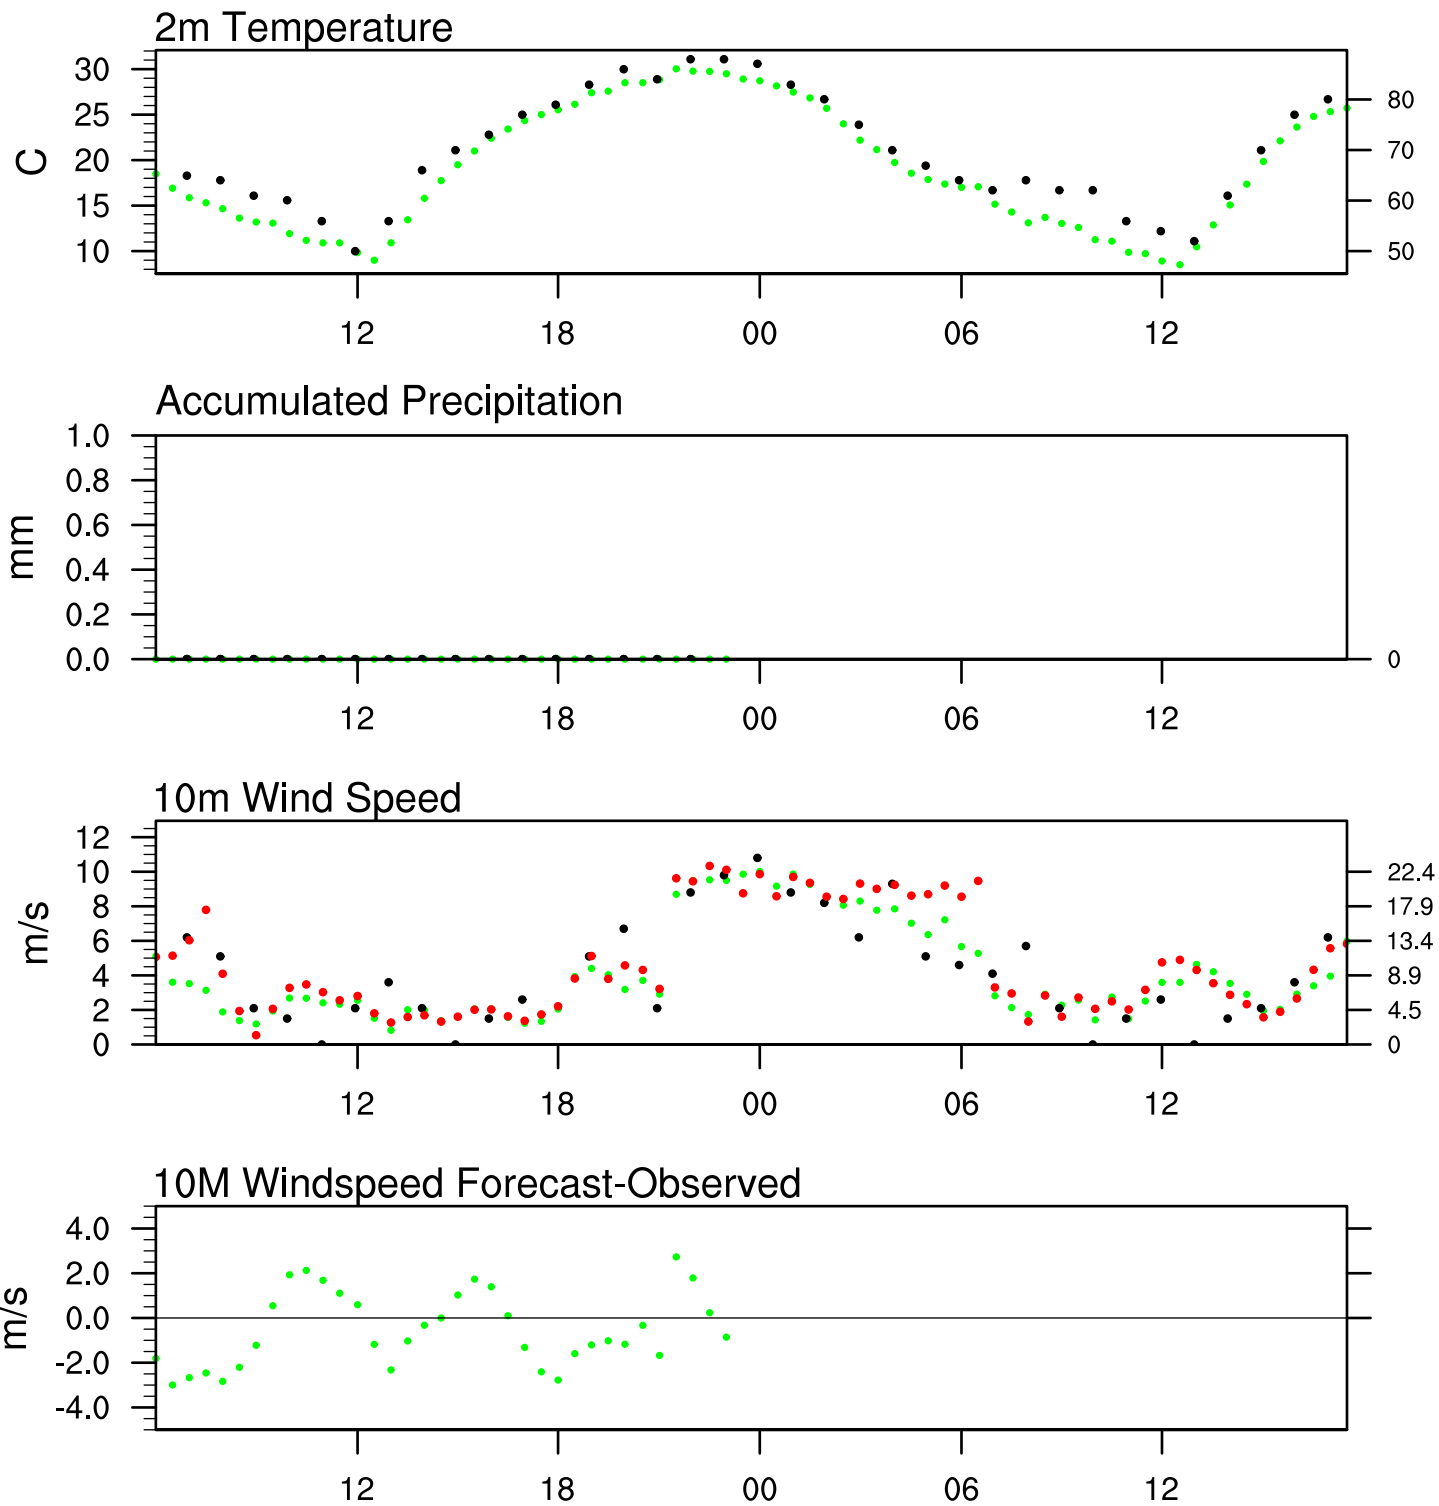 2m Temperature
C
30
25
20
15
10
80
70
60
50
12 18 00 06 12
Accumulated Precipitation
mm
1.0
0.8
0.6
0.4
0.2
0.0
0
12 18 00 06 12
10m Wind Speed
m/s
12
10
8
6
4
2
0
22.4
17.9
13.4
8.9
4.5
0
12 18 00 06 12
10M Windspeed Forecast-Observed
m/s
4.0
2.0
0.0
-2.0
-4.0
12 18 00 06 12